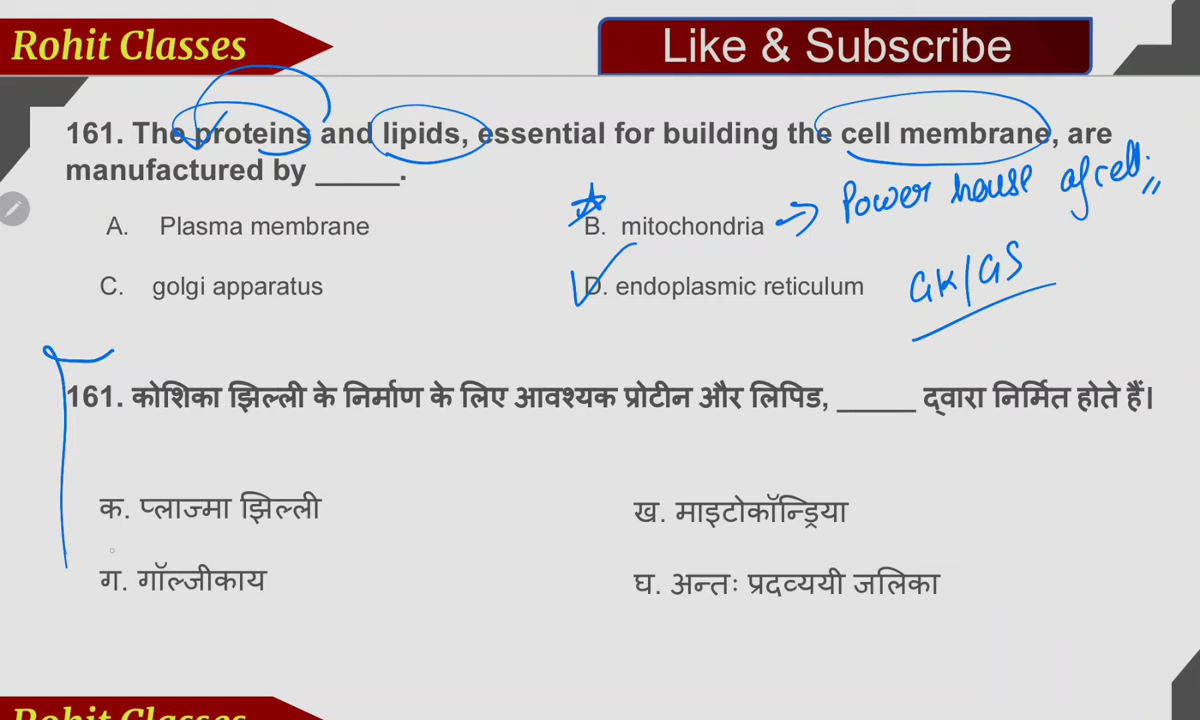 Rohit Classes
Like & Subscribe
161. The proteins and lipids, essential for building the cell membrane, are
manufactured by _____.
A. Plasma membrane
B. mitochondria → Power house of cell.
C. golgi apparatus
D. endoplasmic reticulum
GK/GS
161. कोशिका झिल्ली के निर्माण के लिए आवश्यक प्रोटीन और लिपिड, _____ द्वारा निर्मित होते हैं।
क. प्लाज्मा झिल्ली
ख. माइटोकॉन्ड्रिया
ग. गॉल्जीकाय
घ. अन्तः प्रदव्ययी जलिका
Rohit Classes